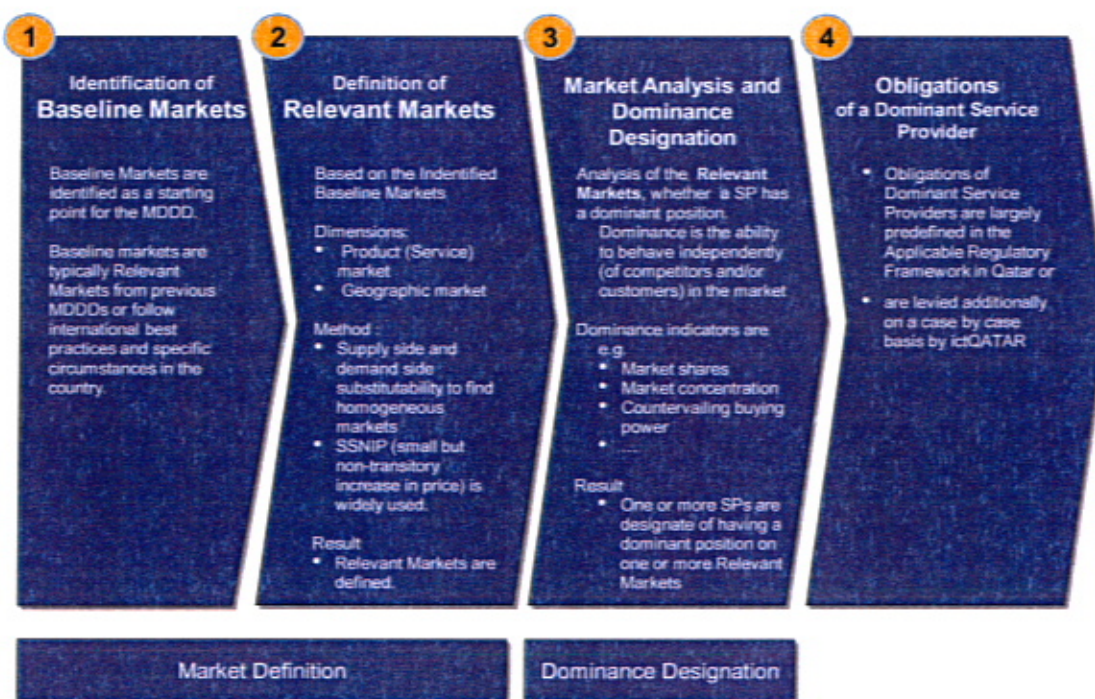 1
Identification of
Baseline Markets
Baseline Markets are
identified as a starting
point for the MDDD.
Baseline markets are
typically Relevant
Markets from previous
MDDDs or follow
international best
practices and specific
circumstances in the
country.
2
Definition of
Relevant Markets
Based on the Indentified
Baseline Markets
Dimensions:
• Product (Service)
market
• Geographic market
Method :
• Supply side and
demand side
substitutability to find
homogeneous
markets
• SSNIP (small but
non-transitory
increase in price) is
widely used.
Result
• Relevant Markets are
defined.
3
Market Analysis and
Dominance
Designation
Analysis of the Relevant
Markets, whether a SP has
a dominant position.
Dominance is the ability
to behave independently
(of competitors and/or
customers) in the market
Dominance indicators are
e.g.
• Market shares
• Market concentration
• Countervailing buying
power
• ....
Result
• One or more SPs are
designate of having a
dominant position on
one or more Relevant
Markets
4
Obligations
of a Dominant Service
Provider
• Obligations of
Dominant Service
Providers are largely
predefined in the
Applicable Regulatory
Framework in Qatar or
• are levied additionally
on a case by case
basis by ictQATAR
Market Definition
Dominance Designation